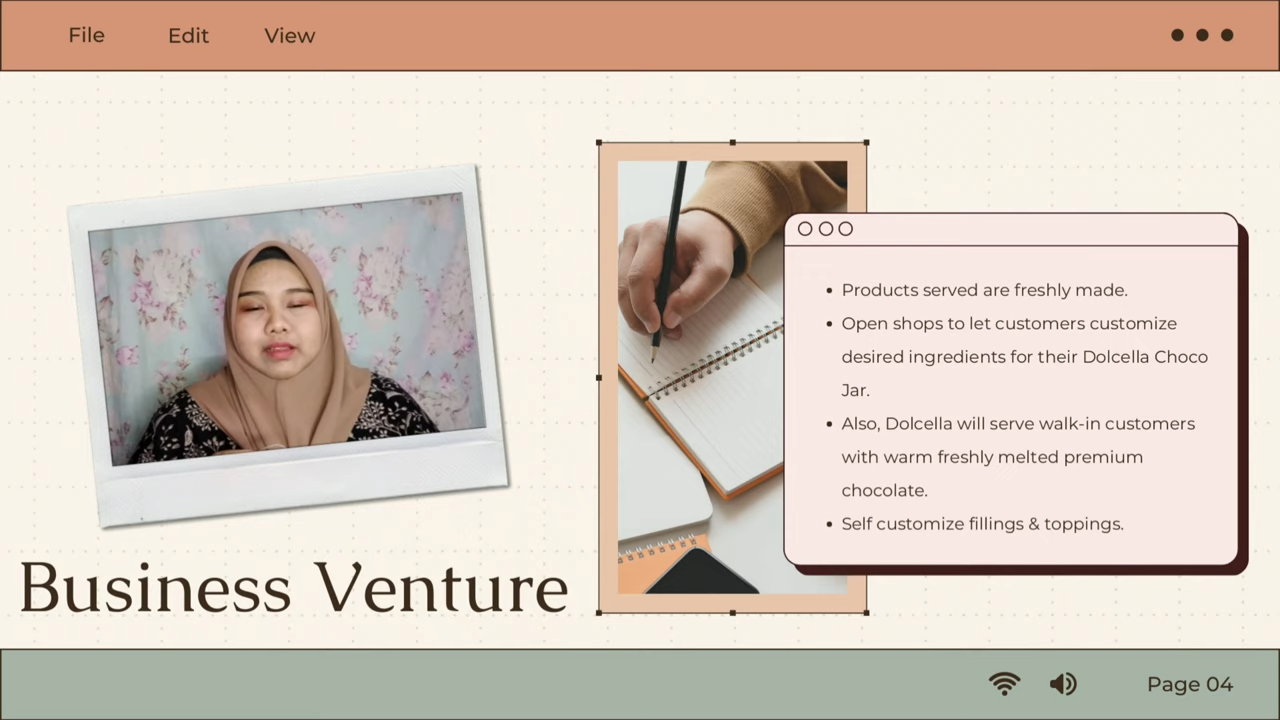 File Edit View
Products served are freshly made.
Open shops to let customers customize
desired ingredients for their Dolcella Choco
Jar.
Also, Dolcella will serve walk-in customers
with warm freshly melted premium
chocolate.
Self customize fillings & toppings.
Business Venture
Page 04